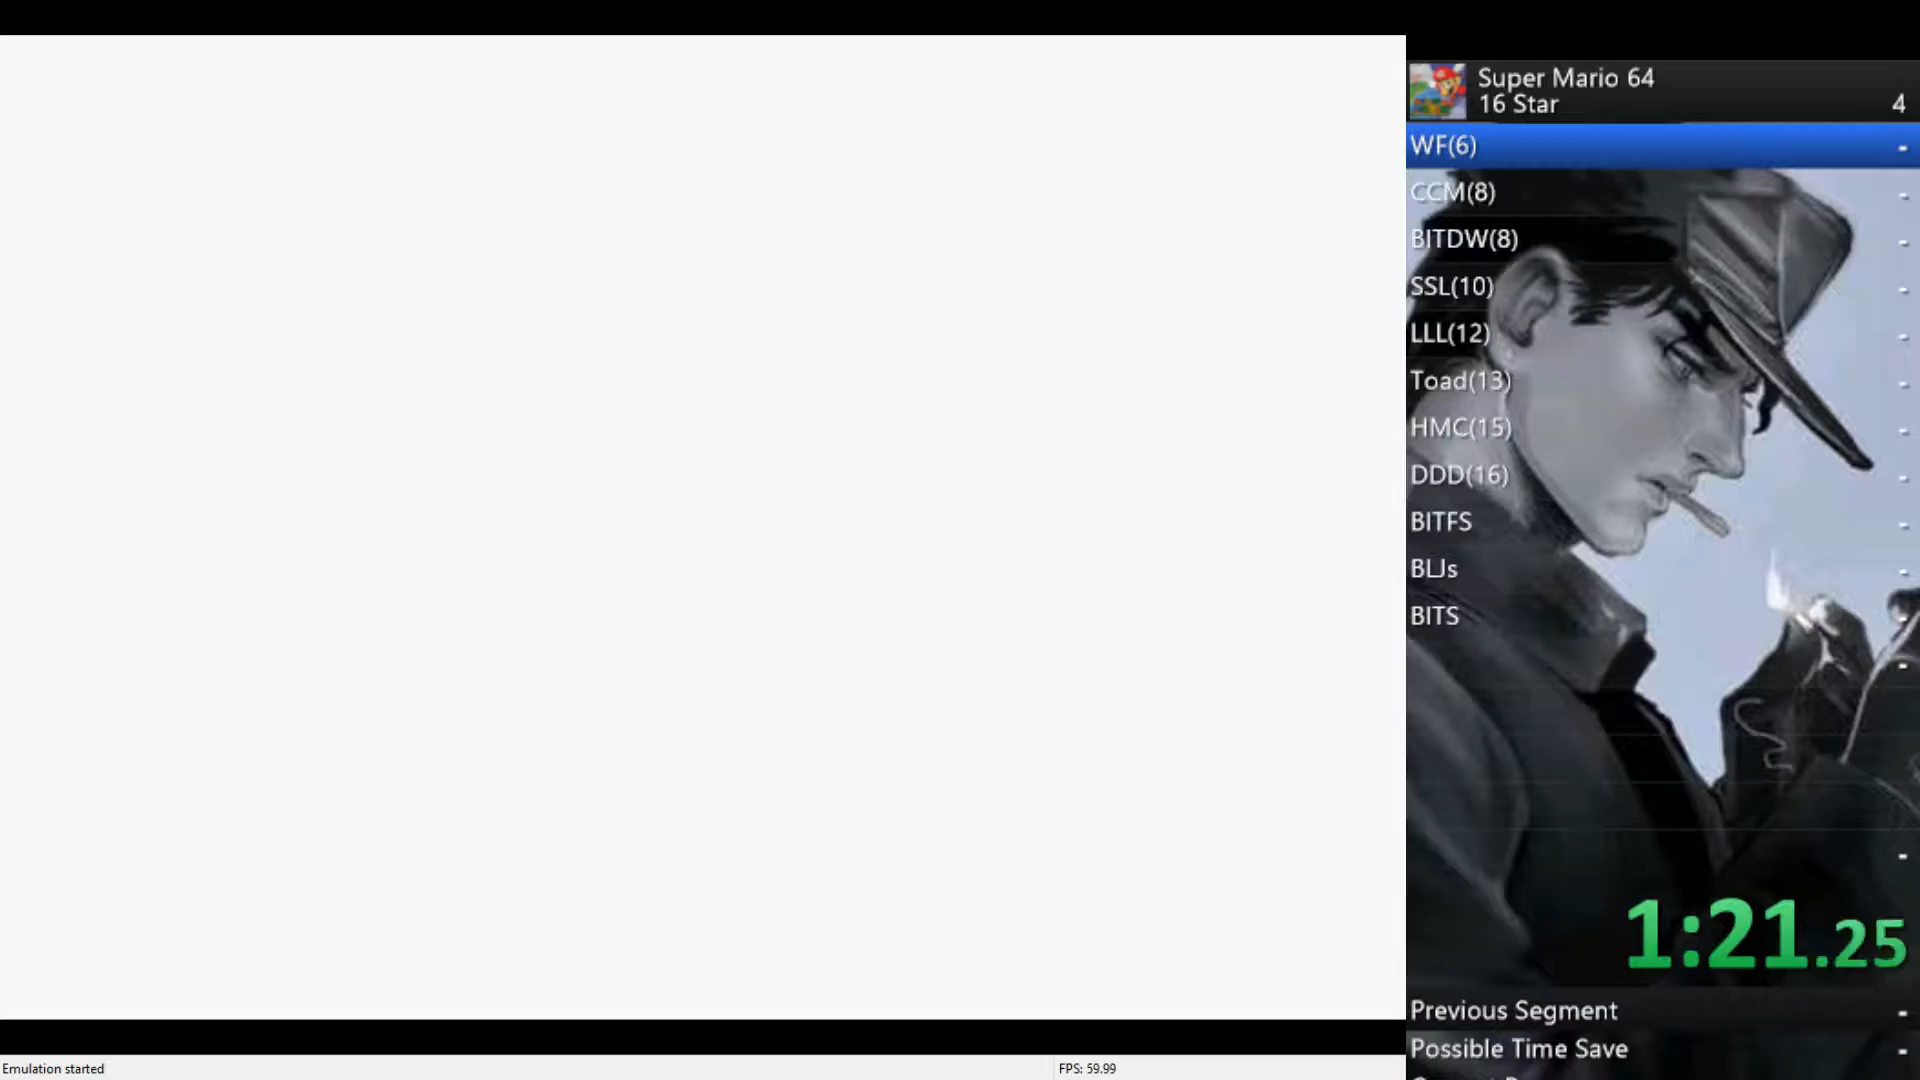 Super Mario 64
16 Star
4
WF(6) -
CCM(8) -
BITDW(8) -
SSL(10) -
LLL(12) -
Toad(13) -
HMC(15) -
DDD(16) -
BITFS -
BLJs -
BITS
-
-
1:21.25
Previous Segment -
Possible Time Save -
Emulation started
FPS: 59.99